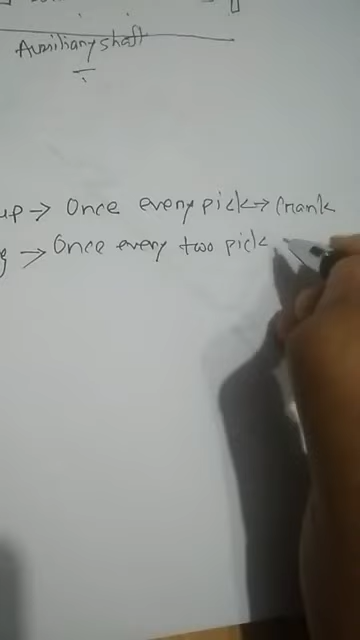 Auxiliary shaft
up → Once every pick → Crank
g → Once every two pick